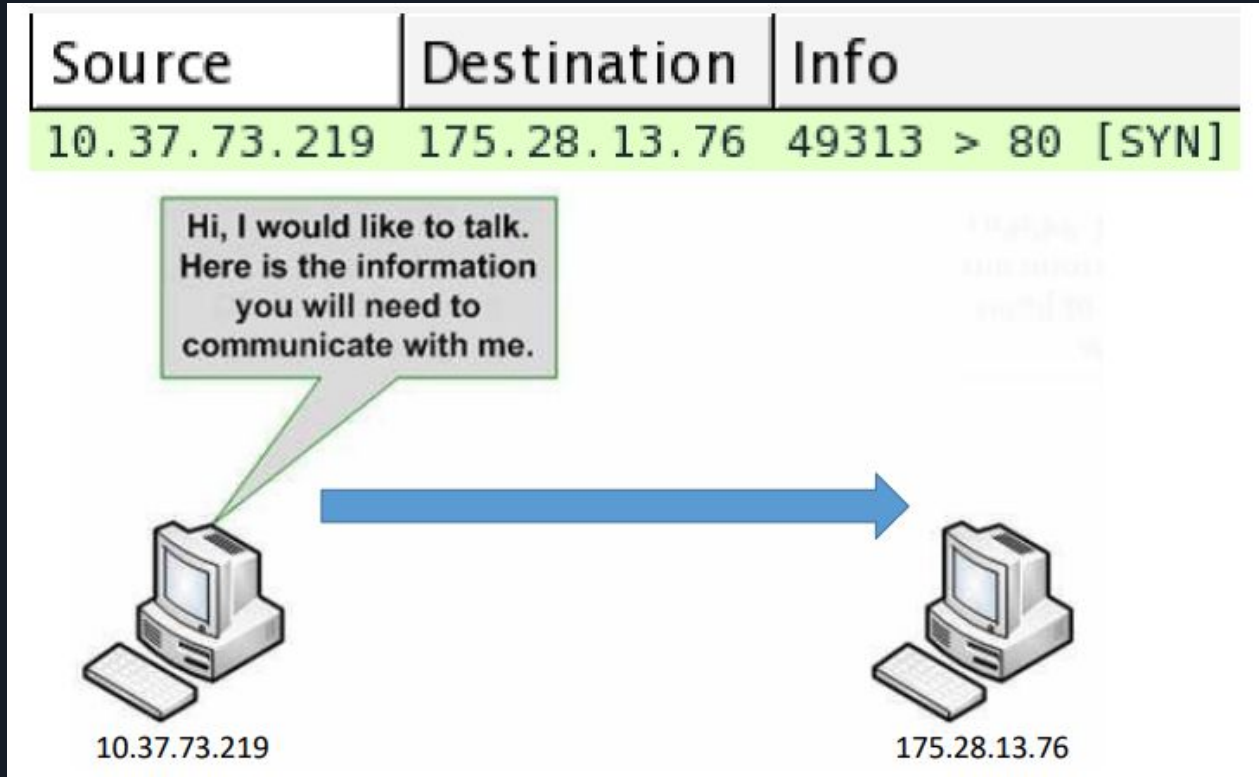 Source Destination Info
10.37.73.219 175.28.13.76 49313 > 80 [SYN]
Hi, I would like to talk.
Here is the information
you will need to
communicate with me.
10.37.73.219
175.28.13.76